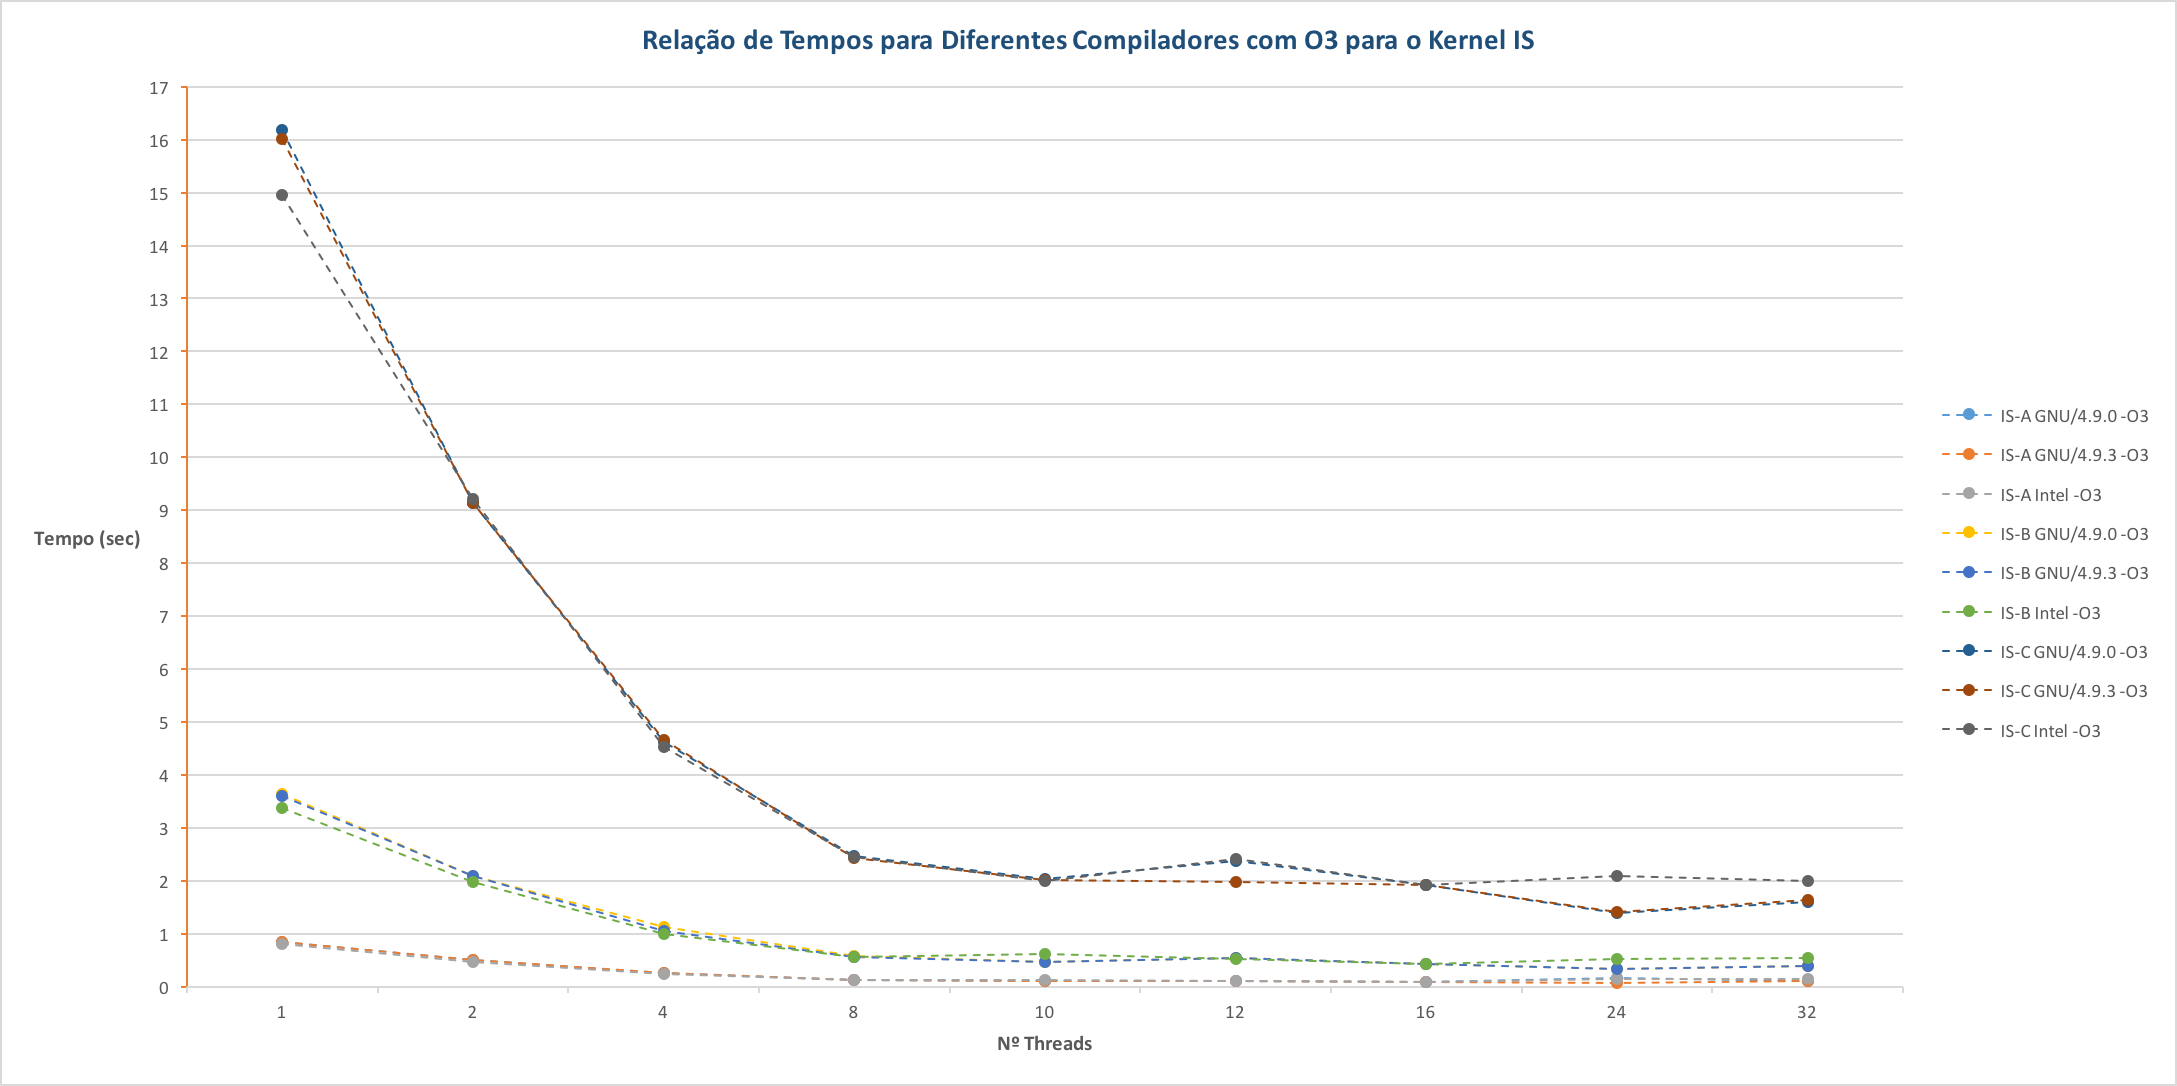 Relação de Tempos para Diferentes Compiladores com O3 para o Kernel IS
17
16
15
14
13
12
11
10
9
8
7
6
5
4
3
2
1
0
Tempo (sec)
1 2 4 8 10 12 16 24 32
Nº Threads
IS-A GNU/4.9.0 -O3
IS-A GNU/4.9.3 -O3
IS-A Intel -O3
IS-B GNU/4.9.0 -O3
IS-B GNU/4.9.3 -O3
IS-B Intel -O3
IS-C GNU/4.9.0 -O3
IS-C GNU/4.9.3 -O3
IS-C Intel -O3